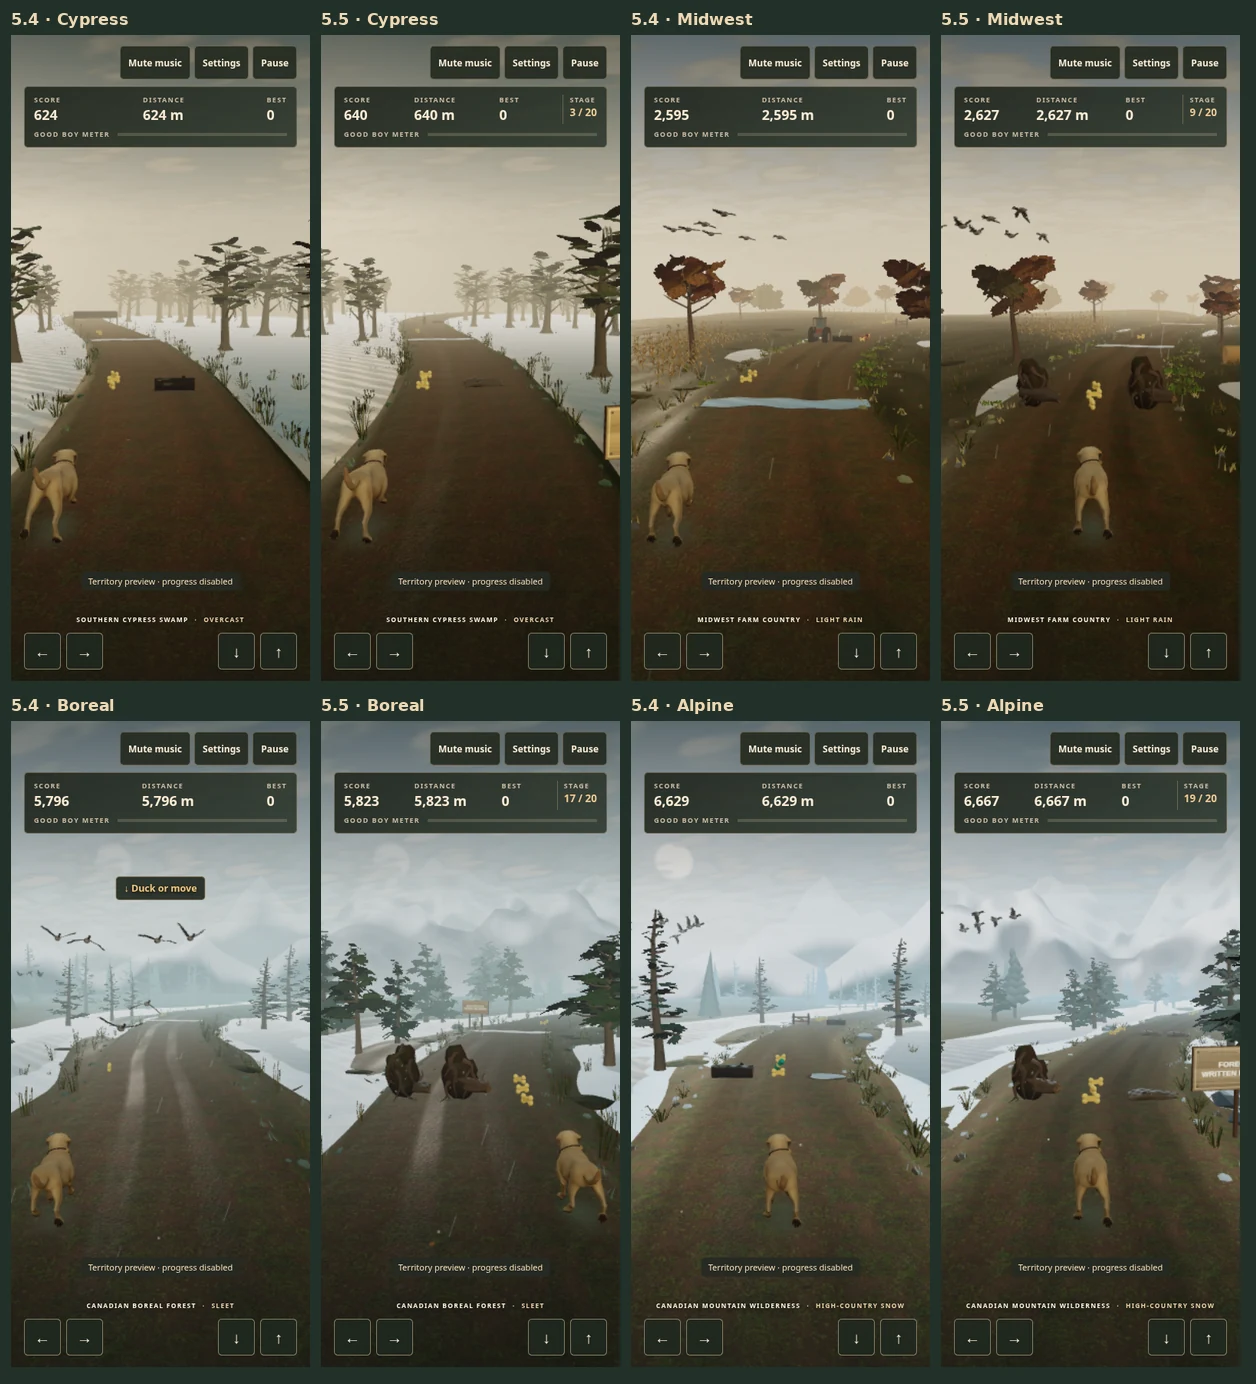 5.4 · Cypress
Mute music Settings Pause
SCORE DISTANCE BEST
624 624 m 0
GOOD BOY METER
Territory preview · progress disabled
SOUTHERN CYPRESS SWAMP · OVERCAST
← → ↓ ↑
5.5 · Cypress
Mute music Settings Pause
SCORE DISTANCE BEST STAGE
640 640 m 0 3 / 20
GOOD BOY METER
Territory preview · progress disabled
SOUTHERN CYPRESS SWAMP · OVERCAST
← → ↓ ↑
5.4 · Midwest
Mute music Settings Pause
SCORE DISTANCE BEST
2,595 2,595 m 0
GOOD BOY METER
Territory preview · progress disabled
MIDWEST FARM COUNTRY · LIGHT RAIN
← → ↓ ↑
5.5 · Midwest
Mute music Settings Pause
SCORE DISTANCE BEST STAGE
2,627 2,627 m 0 9 / 20
GOOD BOY METER
Territory preview · progress disabled
MIDWEST FARM COUNTRY · LIGHT RAIN
← → ↓ ↑
5.4 · Boreal
Mute music Settings Pause
SCORE DISTANCE BEST
5,796 5,796 m 0
GOOD BOY METER
↓ Duck or move
Territory preview · progress disabled
CANADIAN BOREAL FOREST · SLEET
← → ↓ ↑
5.5 · Boreal
Mute music Settings Pause
SCORE DISTANCE BEST STAGE
5,823 5,823 m 0 17 / 20
GOOD BOY METER
Territory preview · progress disabled
CANADIAN BOREAL FOREST · SLEET
← → ↓ ↑
5.4 · Alpine
Mute music Settings Pause
SCORE DISTANCE BEST
6,629 6,629 m 0
GOOD BOY METER
Territory preview · progress disabled
CANADIAN MOUNTAIN WILDERNESS · HIGH-COUNTRY SNOW
← → ↓ ↑
5.5 · Alpine
Mute music Settings Pause
SCORE DISTANCE BEST STAGE
6,667 6,667 m 0 19 / 20
GOOD BOY METER
FORE
WRITTEN
Territory preview · progress disabled
CANADIAN MOUNTAIN WILDERNESS · HIGH-COUNTRY SNOW
← → ↓ ↑